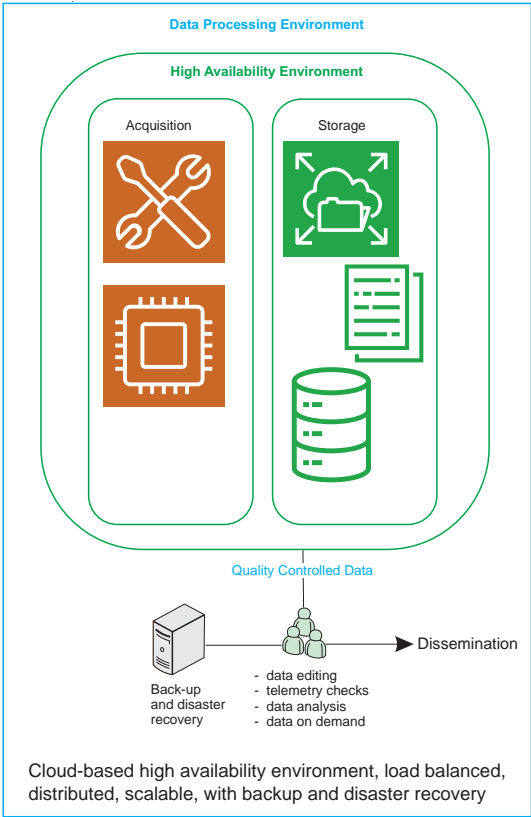 Data Processing Environment
High Availability Environment
Acquisition
Storage
Quality Controlled Data
Dissemination
Back-up
and disaster
recovery
- data editing
- telemetry checks
- data analysis
- data on demand
Cloud-based high availability environment, load balanced,
distributed, scalable, with backup and disaster recovery